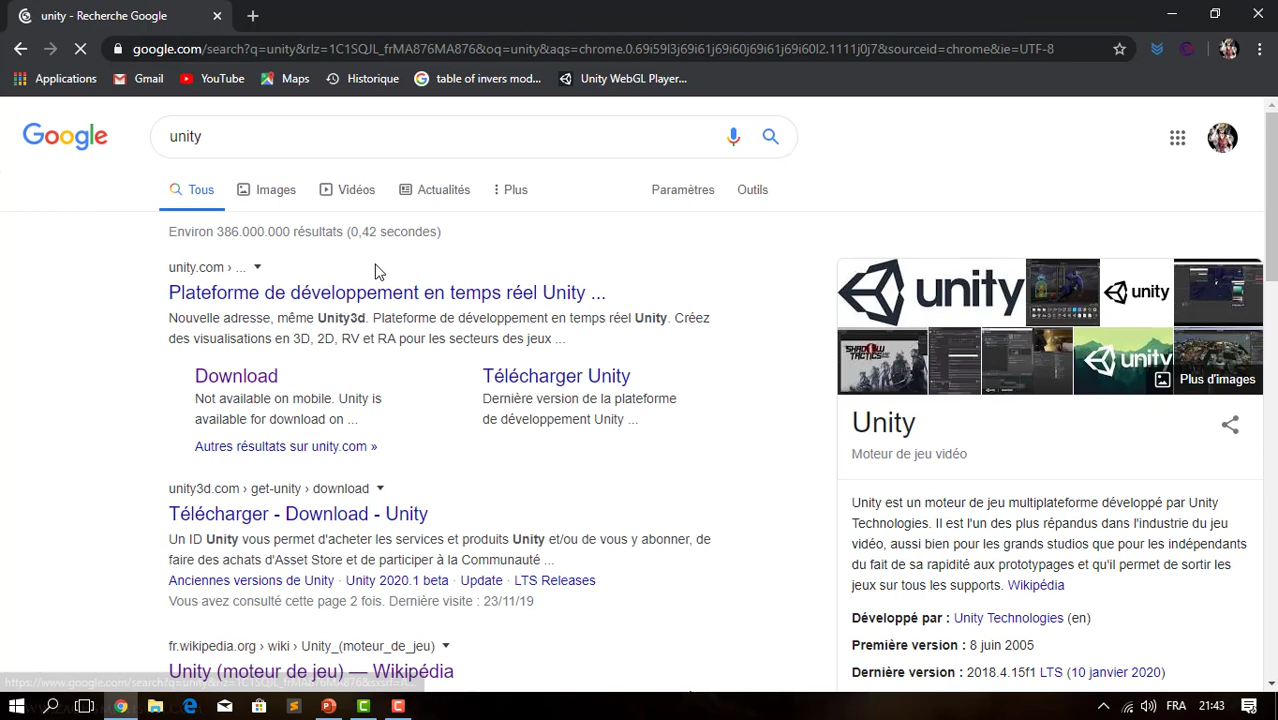 unity - Recherche Google
google.com/search?q=unity&rlz=1C1SQJL_frMA876MA876&oq=unity&aqs=chrome.0.69i59l3j69i61j69i60j69i61j69i60l2.1111j0j7&sourceid=chrome&ie=UTF-8
Applications Gmail YouTube Maps Historique table of invers mod... Unity WebGL Player...
Google
unity
Tous Images Vidéos Actualités Plus Paramètres Outils
Environ 386.000.000 résultats (0,42 secondes)
unity.com › ...
Plateforme de développement en temps réel Unity ...
Nouvelle adresse, même Unity3d. Plateforme de développement en temps réel Unity. Créez
des visualisations en 3D, 2D, RV et RA pour les secteurs des jeux ...
Download
Not available on mobile. Unity is
available for download on ...
Télécharger Unity
Dernière version de la plateforme
de développement Unity ...
Autres résultats sur unity.com »
unity3d.com › get-unity › download
Télécharger - Download - Unity
Un ID Unity vous permet d'acheter les services et produits Unity et/ou de vous y abonner, de
faire des achats d'Asset Store et de participer à la Communauté ...
Anciennes versions de Unity · Unity 2020.1 beta · Update · LTS Releases
Vous avez consulté cette page 2 fois. Dernière visite : 23/11/19
fr.wikipedia.org › wiki › Unity_(moteur_de_jeu)
Unity (moteur de jeu) — Wikipédia
unity
unity
SHADOW
TACTICS
unity
Plus d'images
Unity
Moteur de jeu vidéo
Unity est un moteur de jeu multiplateforme développé par Unity
Technologies. Il est l'un des plus répandus dans l'industrie du jeu
vidéo, aussi bien pour les grands studios que pour les indépendants
du fait de sa rapidité aux prototypages et qu'il permet de sortir les
jeux sur tous les supports. Wikipédia
Développé par : Unity Technologies (en)
Première version : 8 juin 2005
Dernière version : 2018.4.15f1 LTS (10 janvier 2020)
FRA 21:43